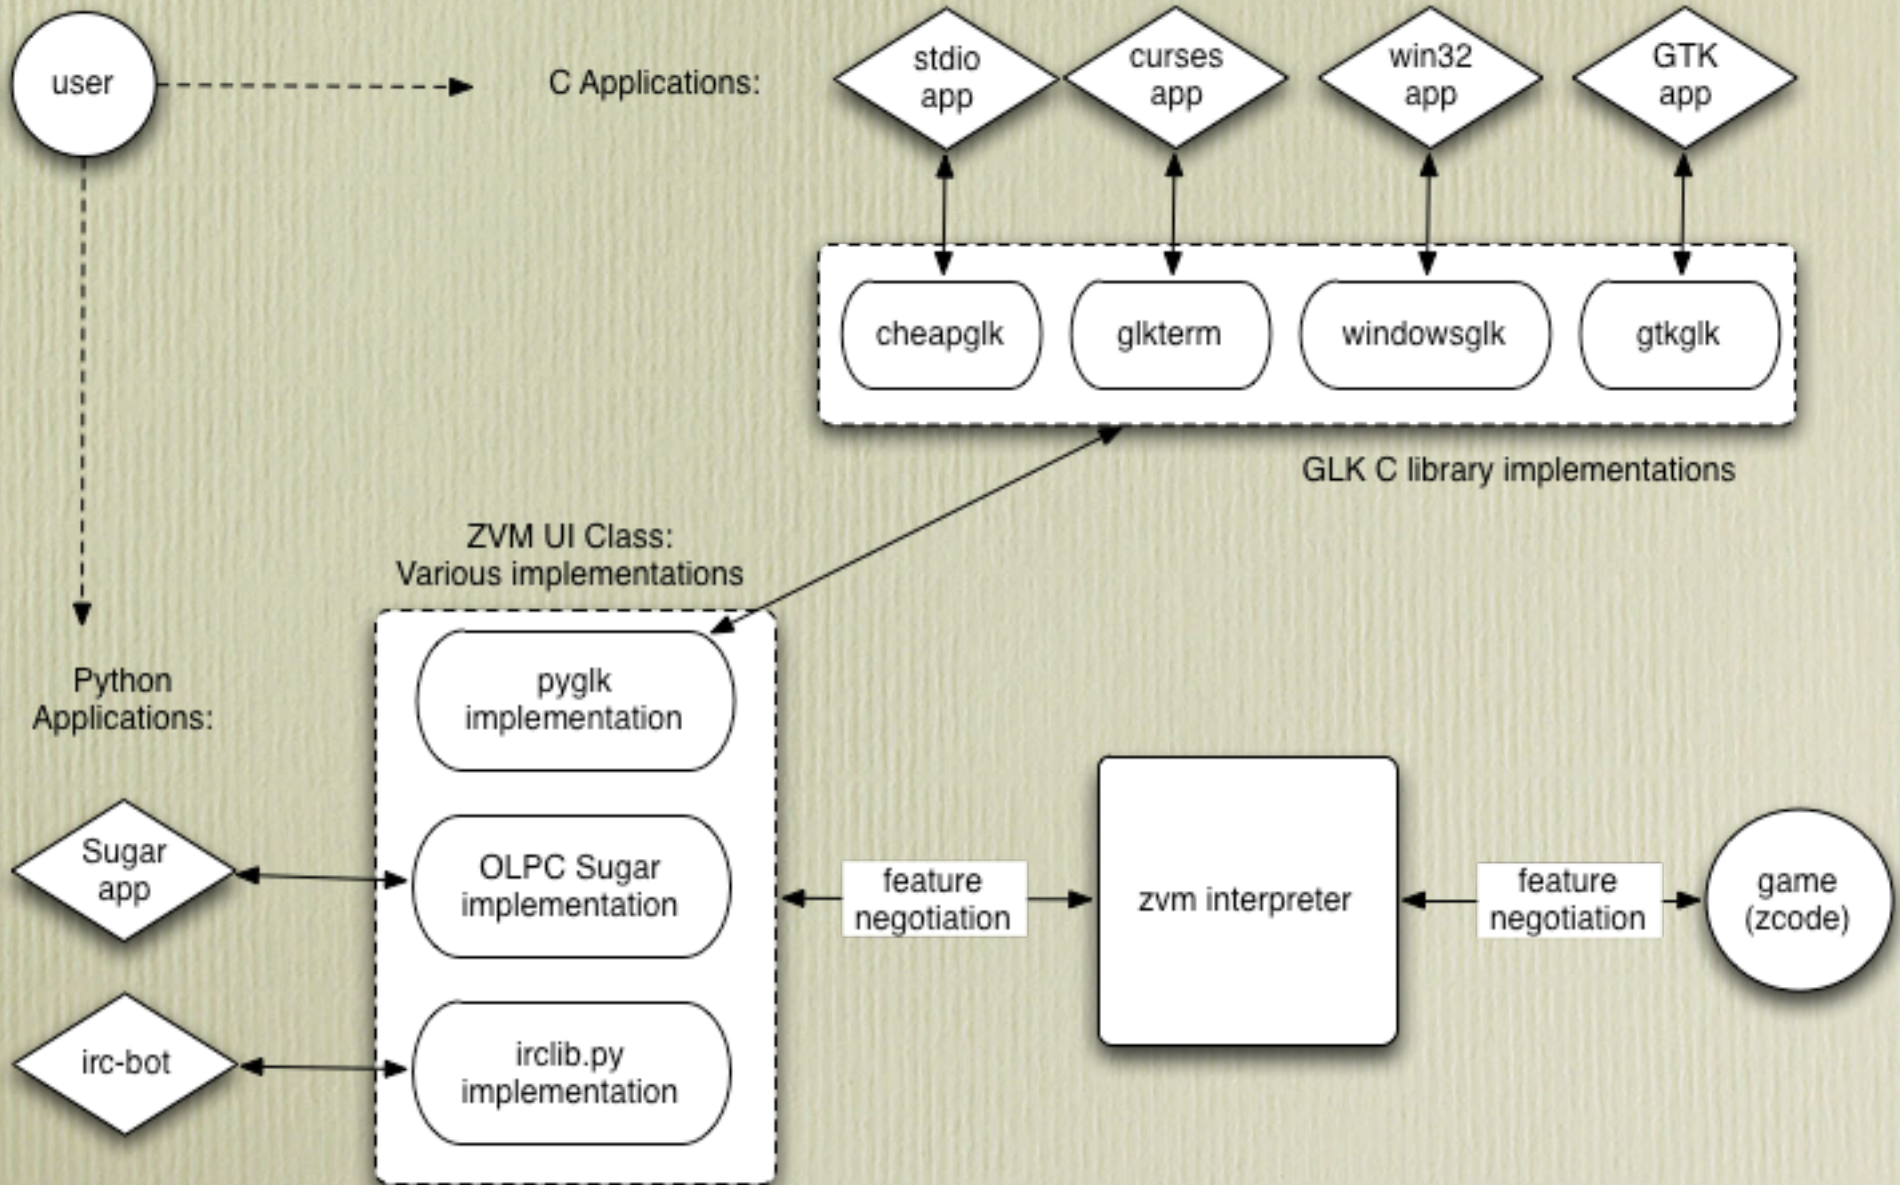 user
C Applications:
stdio
app
curses
app
win32
app
GTK
app
cheapglk
glkterm
windowsglk
gtkglk
GLK C library implementations
ZVM UI Class:
Various implementations
pyglk
implementation
Python
Applications:
Sugar
app
OLPC Sugar
implementation
feature
negotiation
zvm interpreter
feature
negotiation
game
(zcode)
irc-bot
irclib.py
implementation